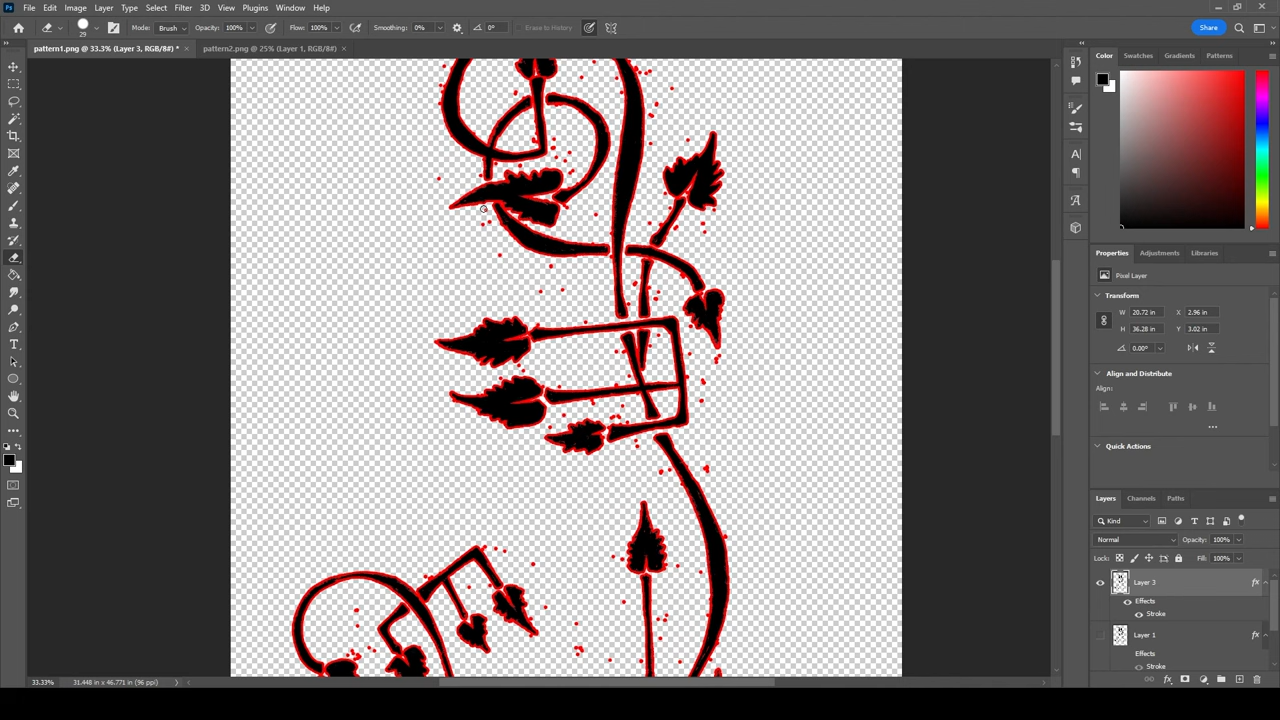 Ps File Edit Image Layer Type Select Filter 3D View Plugins Window Help
29 Mode: Brush Opacity: 100% Flow: 100% Smoothing: 0% 0° Erase to History Share
pattern1.png @ 33.3% (Layer 3, RGB/8#) * × pattern2.png @ 25% (Layer 1, RGB/8#) ×
Color Swatches Gradients Patterns
Properties Adjustments Libraries
Pixel Layer
Transform
W 20.72 in X 2.96 in
H 36.28 in Y 3.02 in
0.00°
Align and Distribute
Align:
Quick Actions
Layers Channels Paths
Kind
Normal Opacity: 100%
Lock: Fill: 100%
Layer 3 fx
Effects
Stroke
Layer 1 fx
Effects
Stroke
33.33% 31.448 in x 46.771 in (96 ppi)